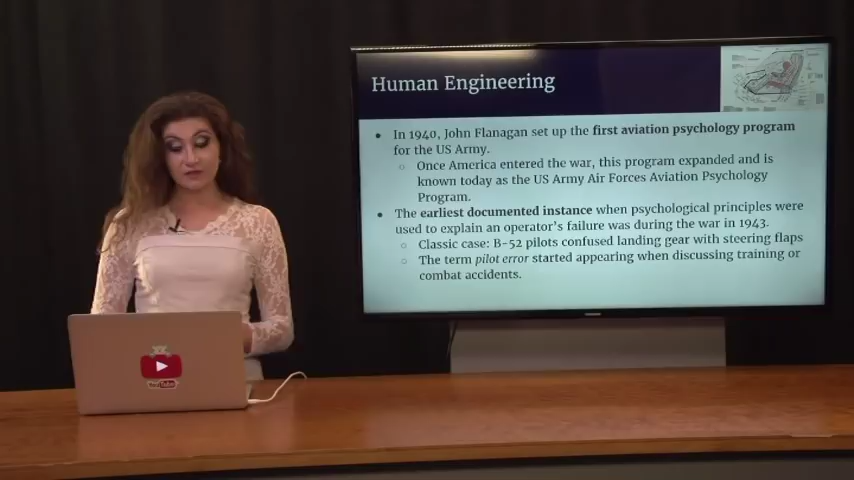 Human Engineering
In 1940, John Flanagan set up the first aviation psychology program
for the US Army.
Once America entered the war, this program expanded and is
known today as the US Army Air Forces Aviation Psychology
Program.
The earliest documented instance when psychological principles were
used to explain an operator's failure was during the war in 1943.
Classic case: B-52 pilots confused landing gear with steering flaps
The term pilot error started appearing when discussing training or
combat accidents.
YouTube